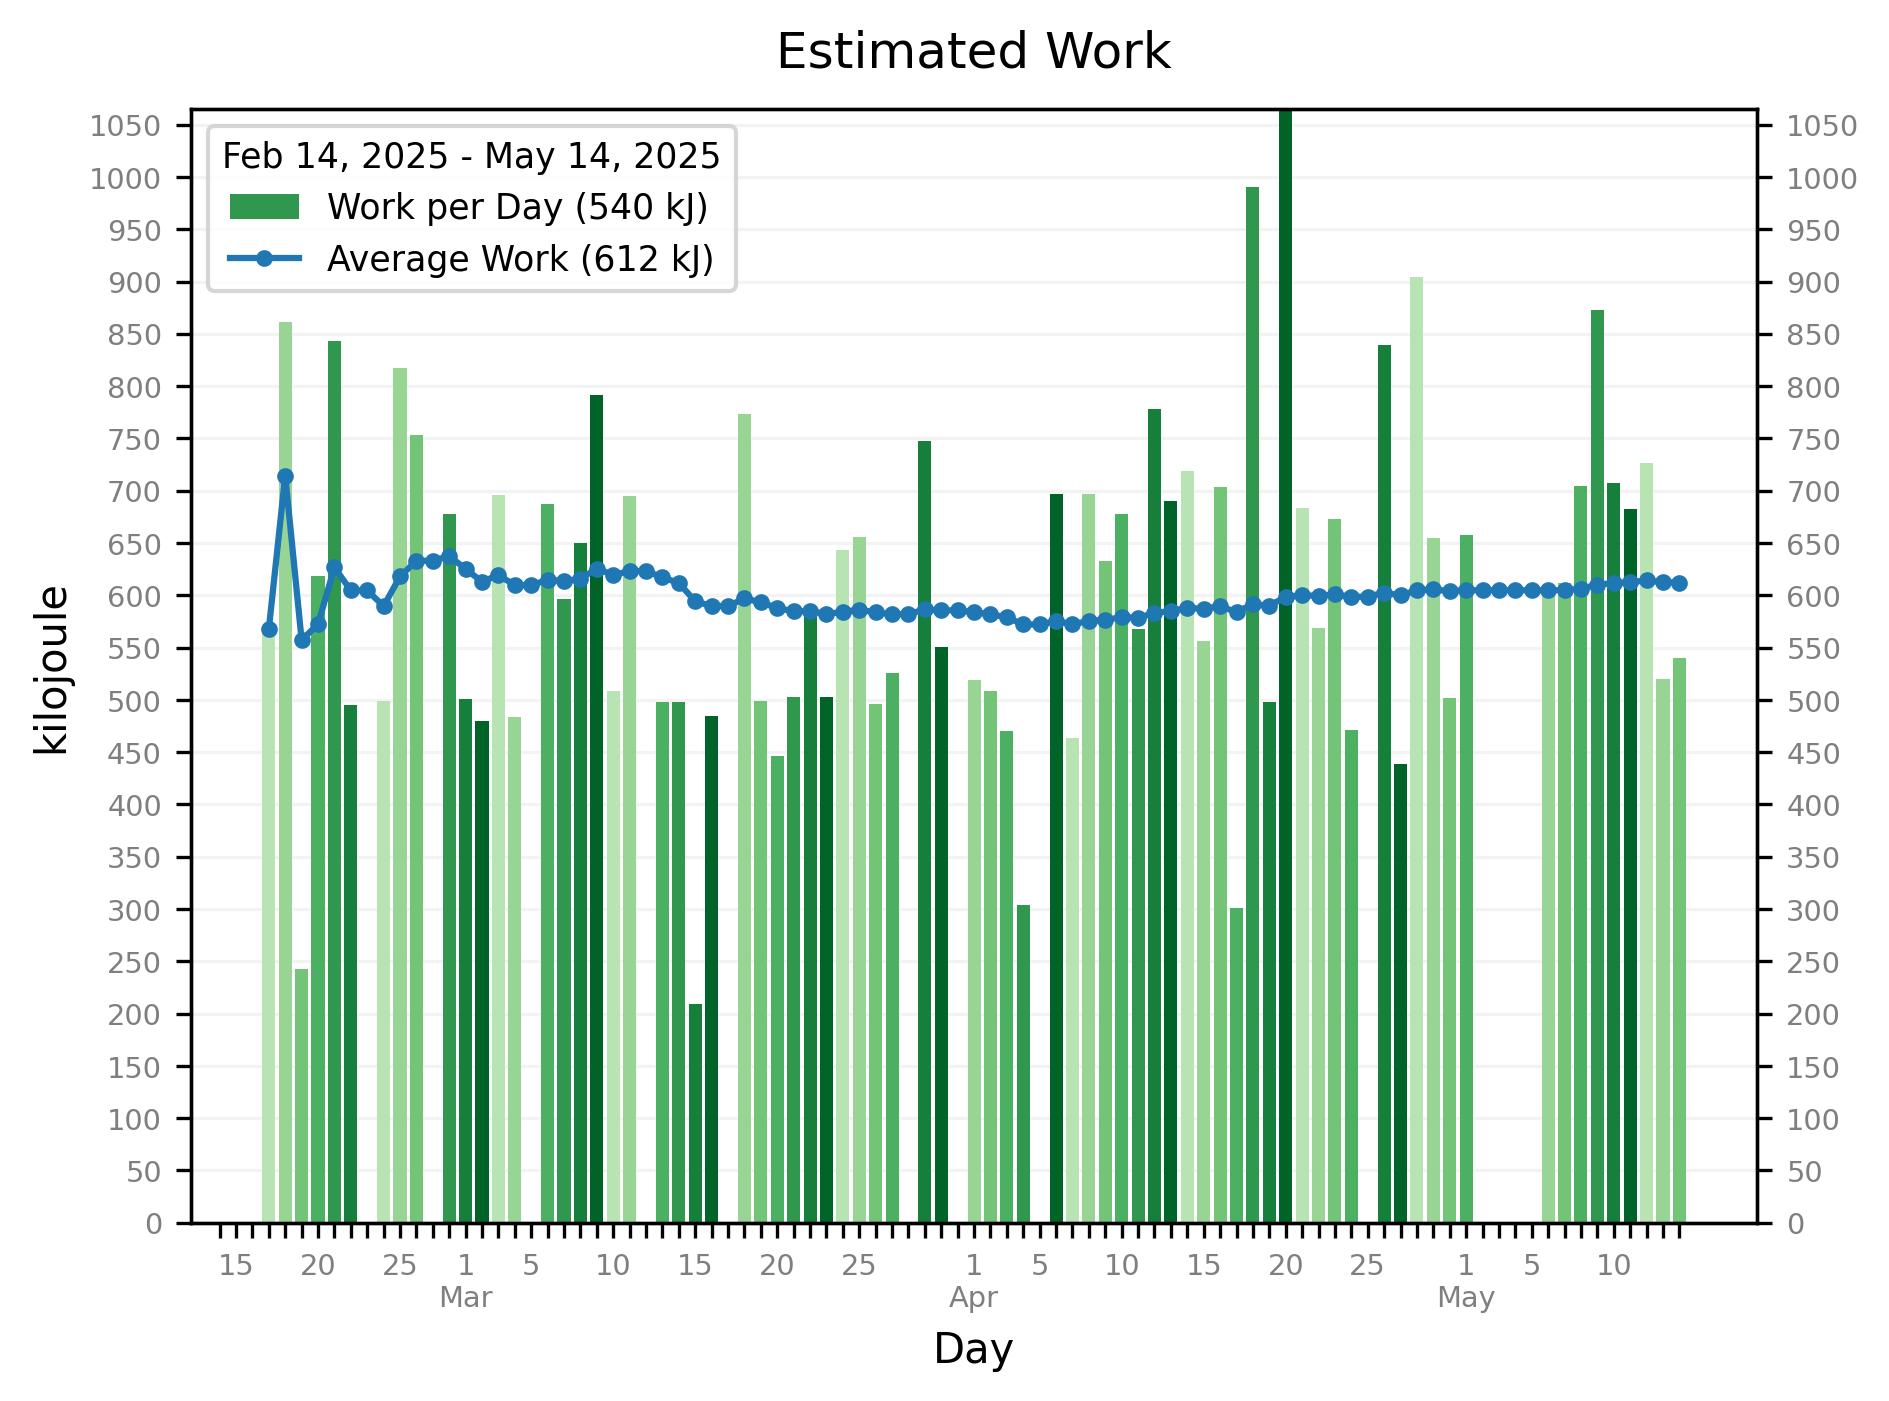 Estimated Work
Feb 14, 2025 - May 14, 2025
Work per Day (540 kJ)
Average Work (612 kJ)
kilojoule
1050 1050
1000 1000
950 950
900 900
850 850
800 800
750 750
700 700
650 650
600 600
550 550
500 500
450 450
400 400
350 350
300 300
250 250
200 200
150 150
100 100
50 50
0 0
15 20 25 1 5 10 15 20 25 1 5 10 15 20 25 1 5 10
Mar Apr May
Day